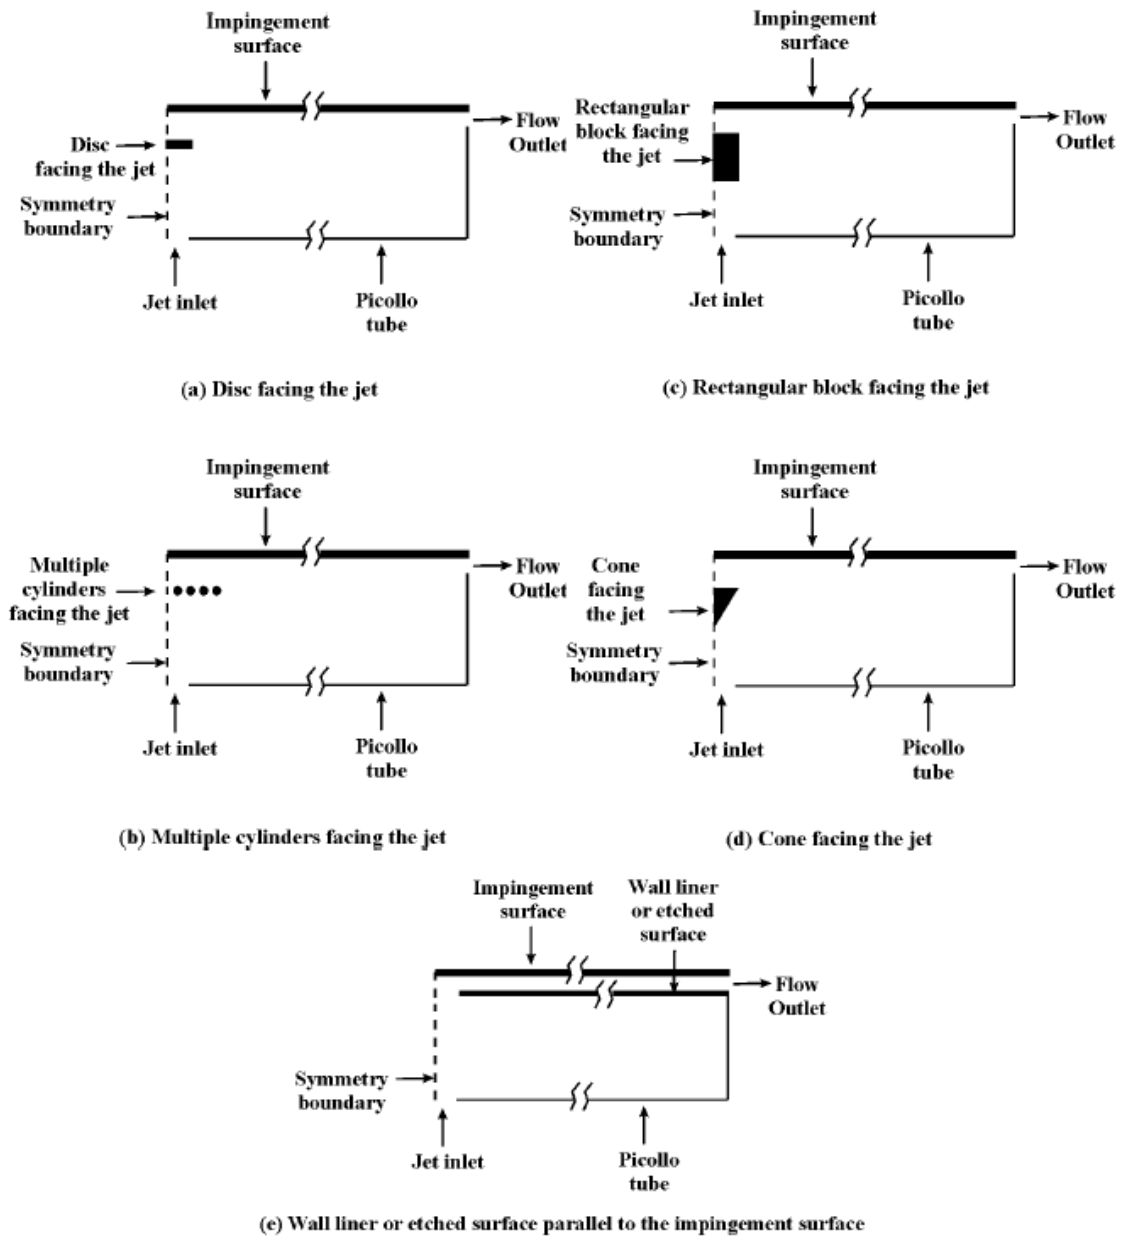 Impingement
surface
Disc
facing the jet
Symmetry
boundary
Flow
Outlet
Jet inlet
Picollo
tube
(a) Disc facing the jet
Impingement
surface
Rectangular
block facing
the jet
Symmetry
boundary
Flow
Outlet
Jet inlet
Picollo
tube
(c) Rectangular block facing the jet
Impingement
surface
Multiple
cylinders
facing the jet
Symmetry
boundary
Flow
Outlet
Jet inlet
Picollo
tube
(b) Multiple cylinders facing the jet
Impingement
surface
Cone
facing
the jet
Symmetry
boundary
Flow
Outlet
Jet inlet
Picollo
tube
(d) Cone facing the jet
Impingement
surface
Wall liner
or etched
surface
Flow
Outlet
Symmetry
boundary
Jet inlet
Picollo
tube
(e) Wall liner or etched surface parallel to the impingement surface